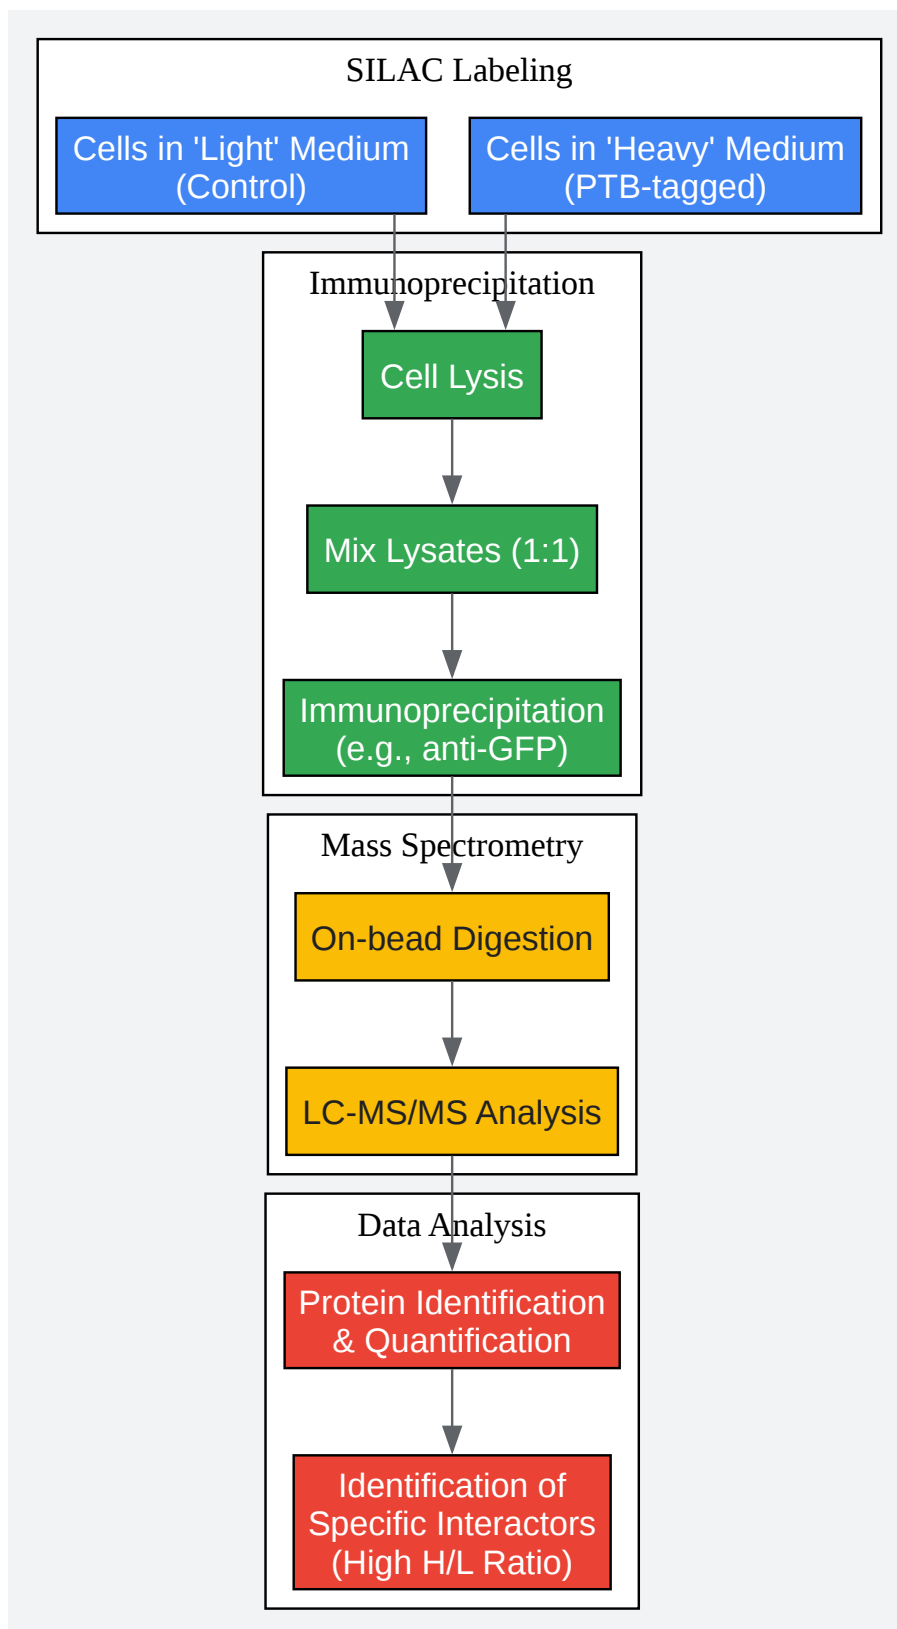 SILAC Labeling
Cells in 'Light' Medium
(Control)
Cells in 'Heavy' Medium
(PTB-tagged)
Immunoprecipitation
Cell Lysis
Mix Lysates (1:1)
Immunoprecipitation
(e.g., anti-GFP)
Mass Spectrometry
On-bead Digestion
LC-MS/MS Analysis
Data Analysis
Protein Identification
& Quantification
Identification of
Specific Interactors
(High H/L Ratio)